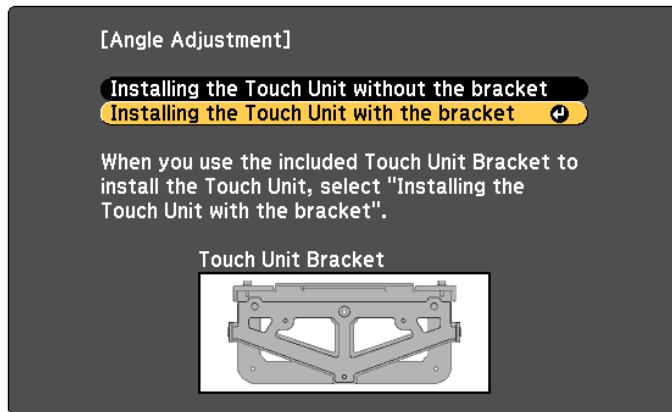 [Angle Adjustment]
Installing the Touch Unit without the bracket
Installing the Touch Unit with the bracket
When you use the included Touch Unit Bracket to
install the Touch Unit, select "Installing the
Touch Unit with the bracket".
Touch Unit Bracket